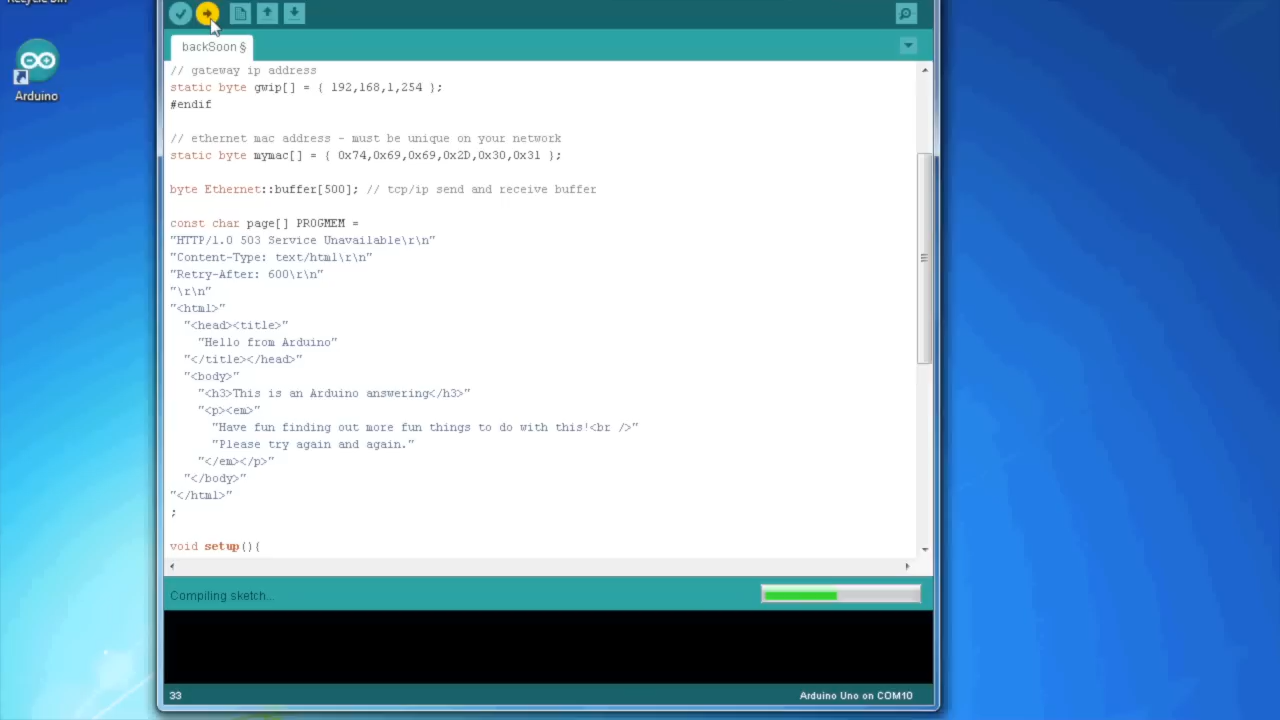 Recycle Bin
Arduino
backSoon §
// gateway ip address
static byte gwip[] = { 192,168,1,254 };
#endif
// ethernet mac address - must be unique on your network
static byte mymac[] = { 0x74,0x69,0x69,0x2D,0x30,0x31 };
byte Ethernet::buffer[500]; // tcp/ip send and receive buffer
const char page[] PROGMEM =
"HTTP/1.0 503 Service Unavailable\r\n"
"Content-Type: text/html\r\n"
"Retry-After: 600\r\n"
"\r\n"
"<html>"
"<head><title>"
"Hello from Arduino"
"</title></head>"
"<body>"
"<h3>This is an Arduino answering</h3>"
"<p><em>"
"Have fun finding out more fun things to do with this!<br />"
"Please try again and again."
"</em></p>"
"</body>"
"</html>"
;
void setup(){
Compiling sketch...
33
Arduino Uno on COM10